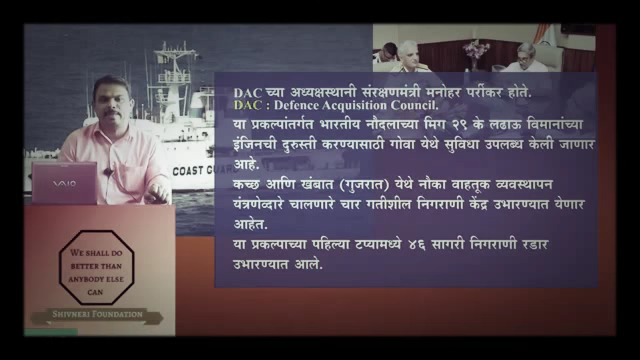 DAC च्या अध्यक्षस्थानी संरक्षणमंत्री मनोहर पर्रीकर होते.
DAC : Defence Acquisition Council.
या प्रकल्पांतर्गत भारतीय नौदलाच्या मिग २९ के लढाऊ विमानांच्या
इंजिनची दुरुस्ती करण्यासाठी गोवा येथे सुविधा उपलब्ध केली जाणार
आहे.
कच्छ आणि खंबात (गुजरात) येथे नौका वाहतूक व्यवस्थापन
यंत्रणेव्दारे चालणारे चार गतीशील निगराणी केंद्र उभारण्यात येणार
आहेत.
या प्रकल्पाच्या पहिल्या टप्यामध्ये ४६ सागरी निगराणी रडार
उभारण्यात आले.
COAST GUA
VAIO
WE SHALL DO
BETTER THAN
ANYBODY ELSE
CAN
SHIVNERI FOUNDATION